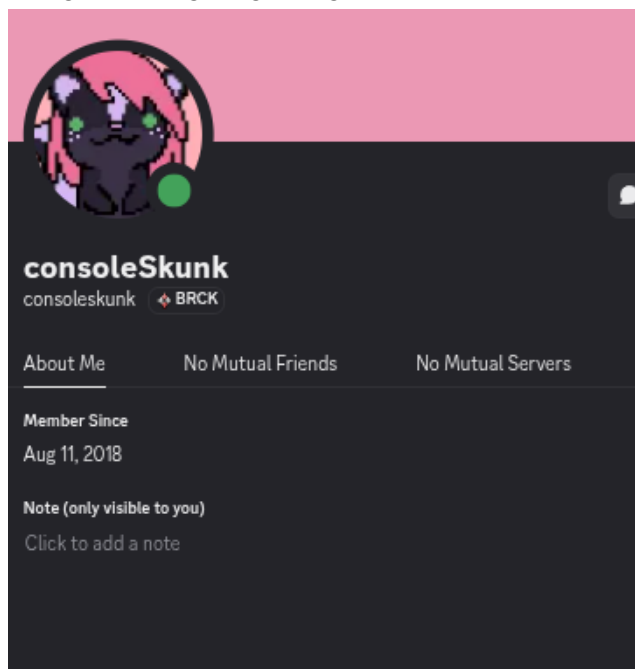 consoleSkunk
consoleskunk BRCK
About Me No Mutual Friends No Mutual Servers
Member Since
Aug 11, 2018
Note (only visible to you)
Click to add a note